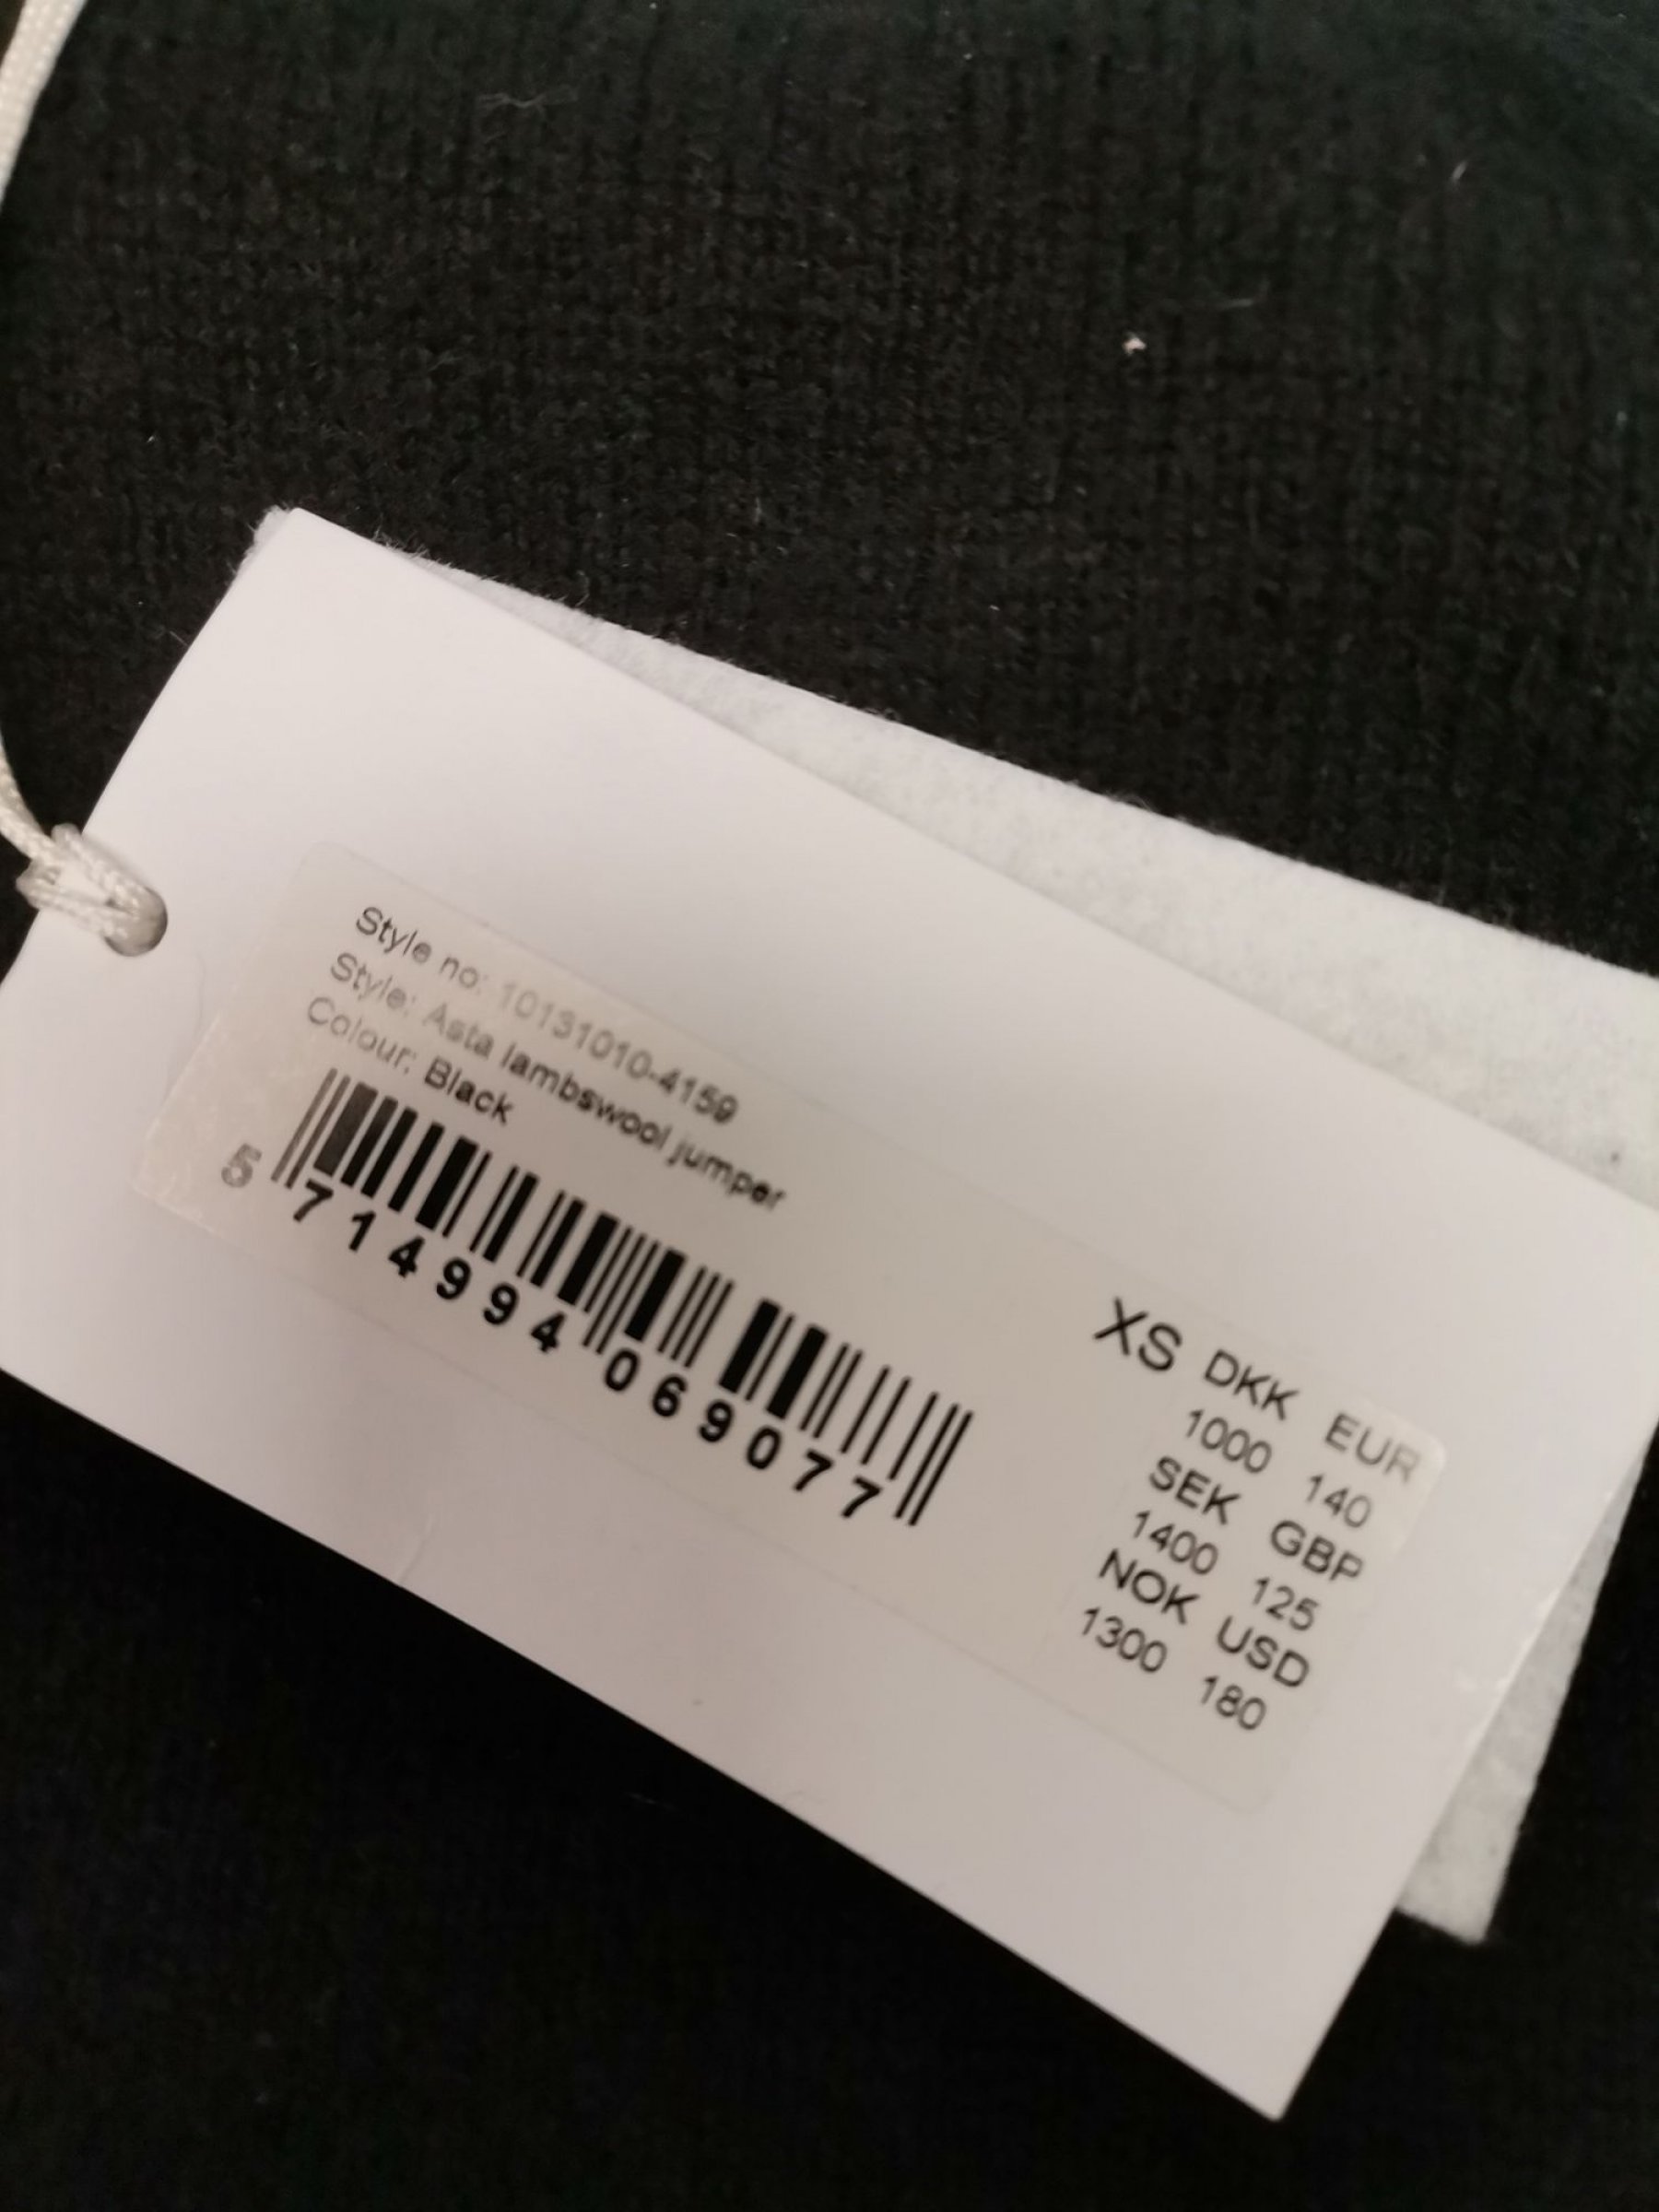 Style no: 10131010-4159
Style: Asta lambswool jumper
Colour: Black
5 714994 069077
XS DKK EUR
1000 140
SEK GBP
1400 125
NOK USD
1300 180